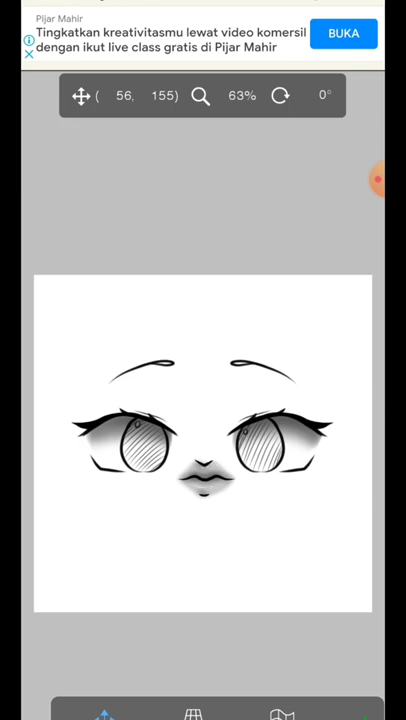 Pijar Mahir
Tingkatkan kreativitasmu lewat video komersil
dengan ikut live class gratis di Pijar Mahir
BUKA
( 56, 155) 63% 0°